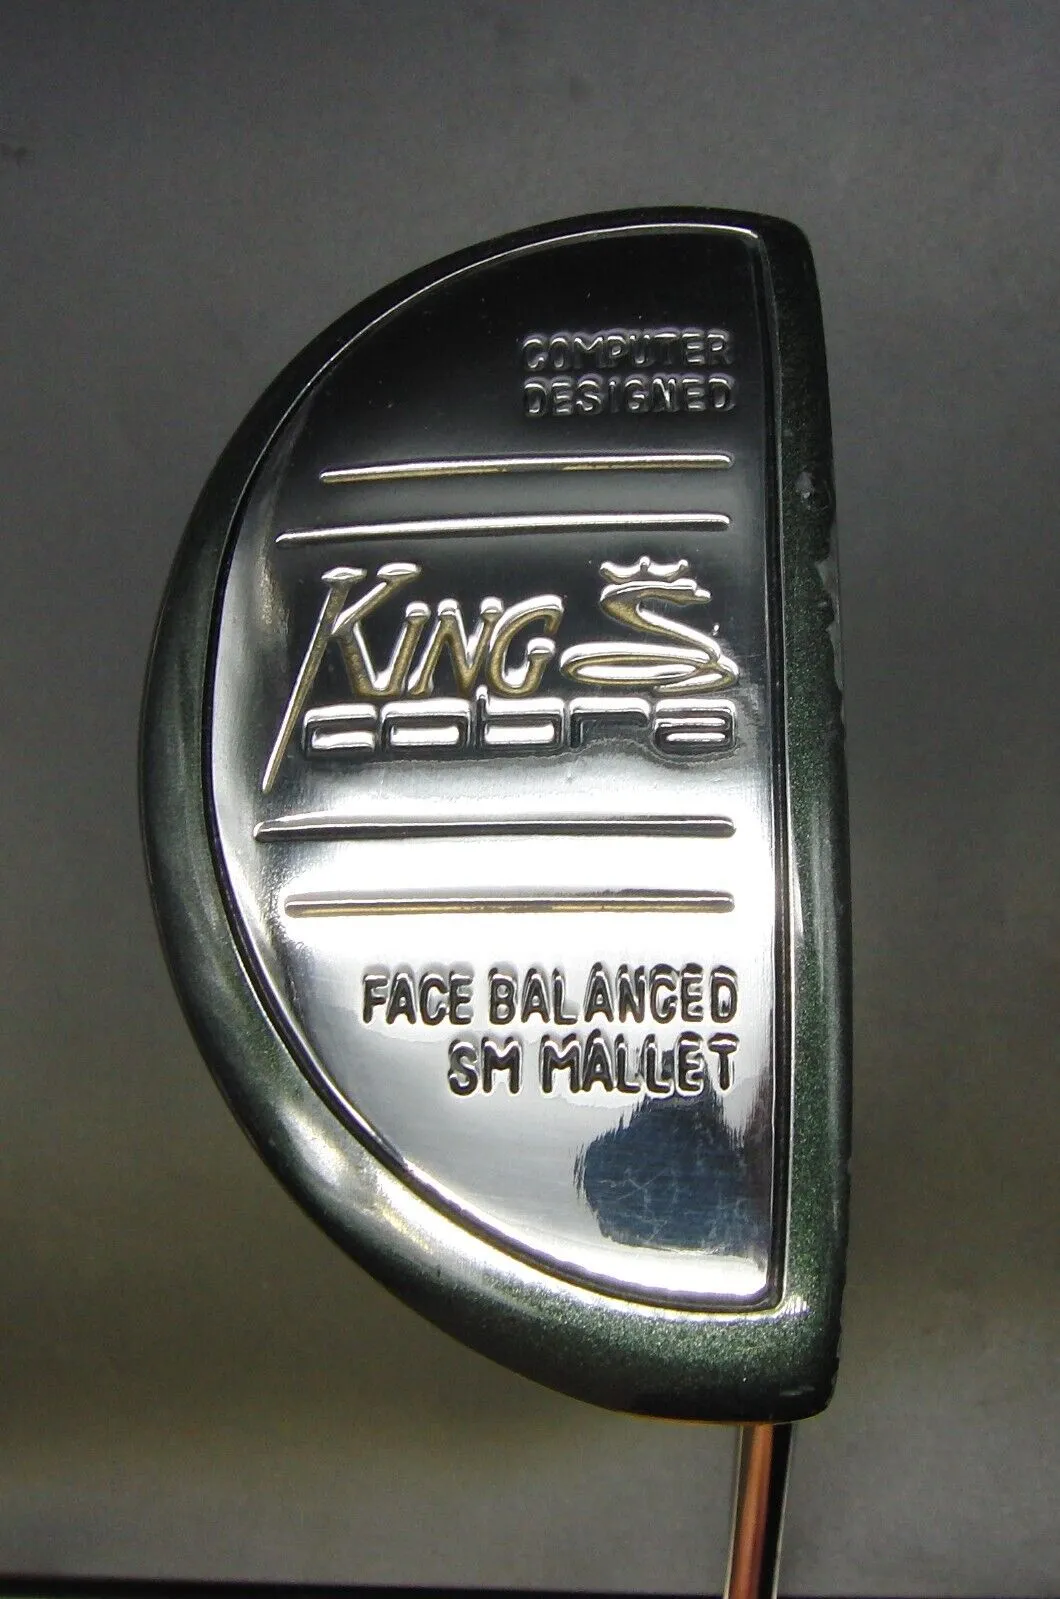 COMPUTER
DESIGNED
KING
cobra
FACE BALANCED
SM MALLET